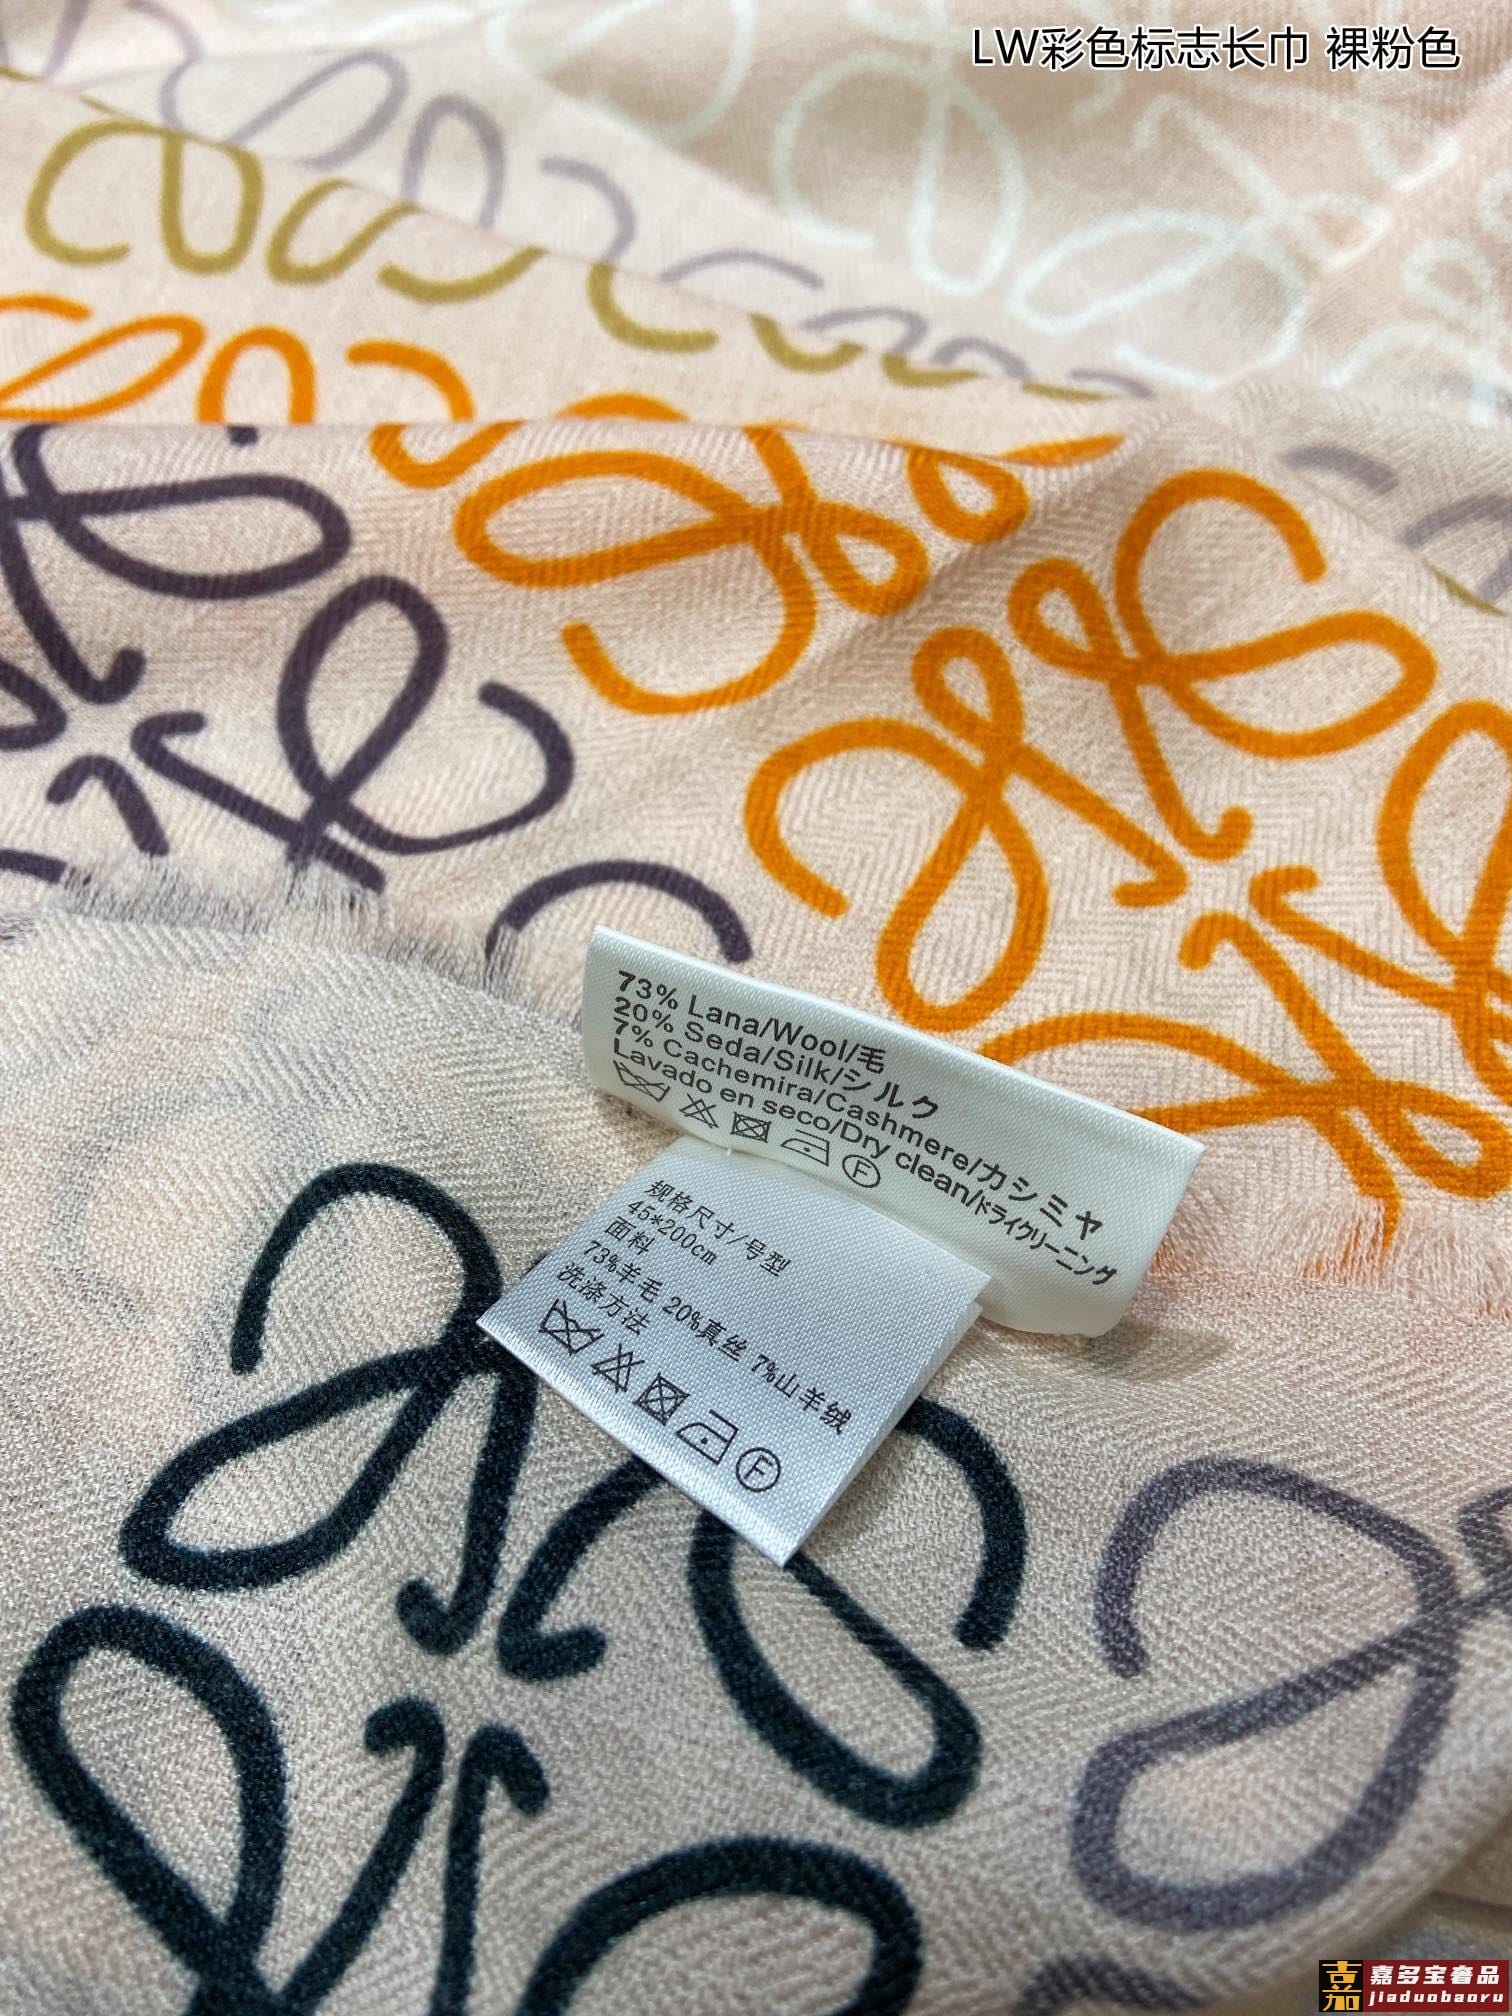 LW彩色标志长巾 裸粉色
73% Lana/Wool/毛
20% Seda/Silk/シルク
7% Cachemira/Cashmere/カシミヤ
Lavado en seco/Dry clean/ドライクリーニング
F
规格尺寸/号型
45*200cm
面料
73%羊毛 20%真丝 7%山羊绒
洗涤方法
F
嘉多宝奢品
jiaduobaoru